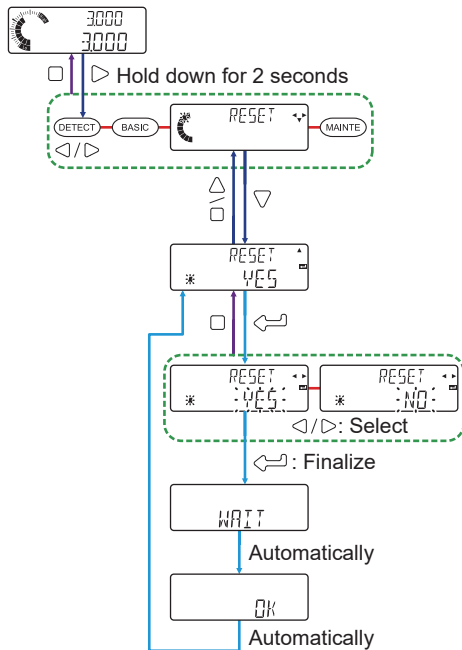 3.000
3.000
Hold down for 2 seconds
DETECT BASIC RESET MAINTE
/
RESET
YES
RESET RESET
YES NO
/ : Select
: Finalize
WAIT
Automatically
OK
Automatically